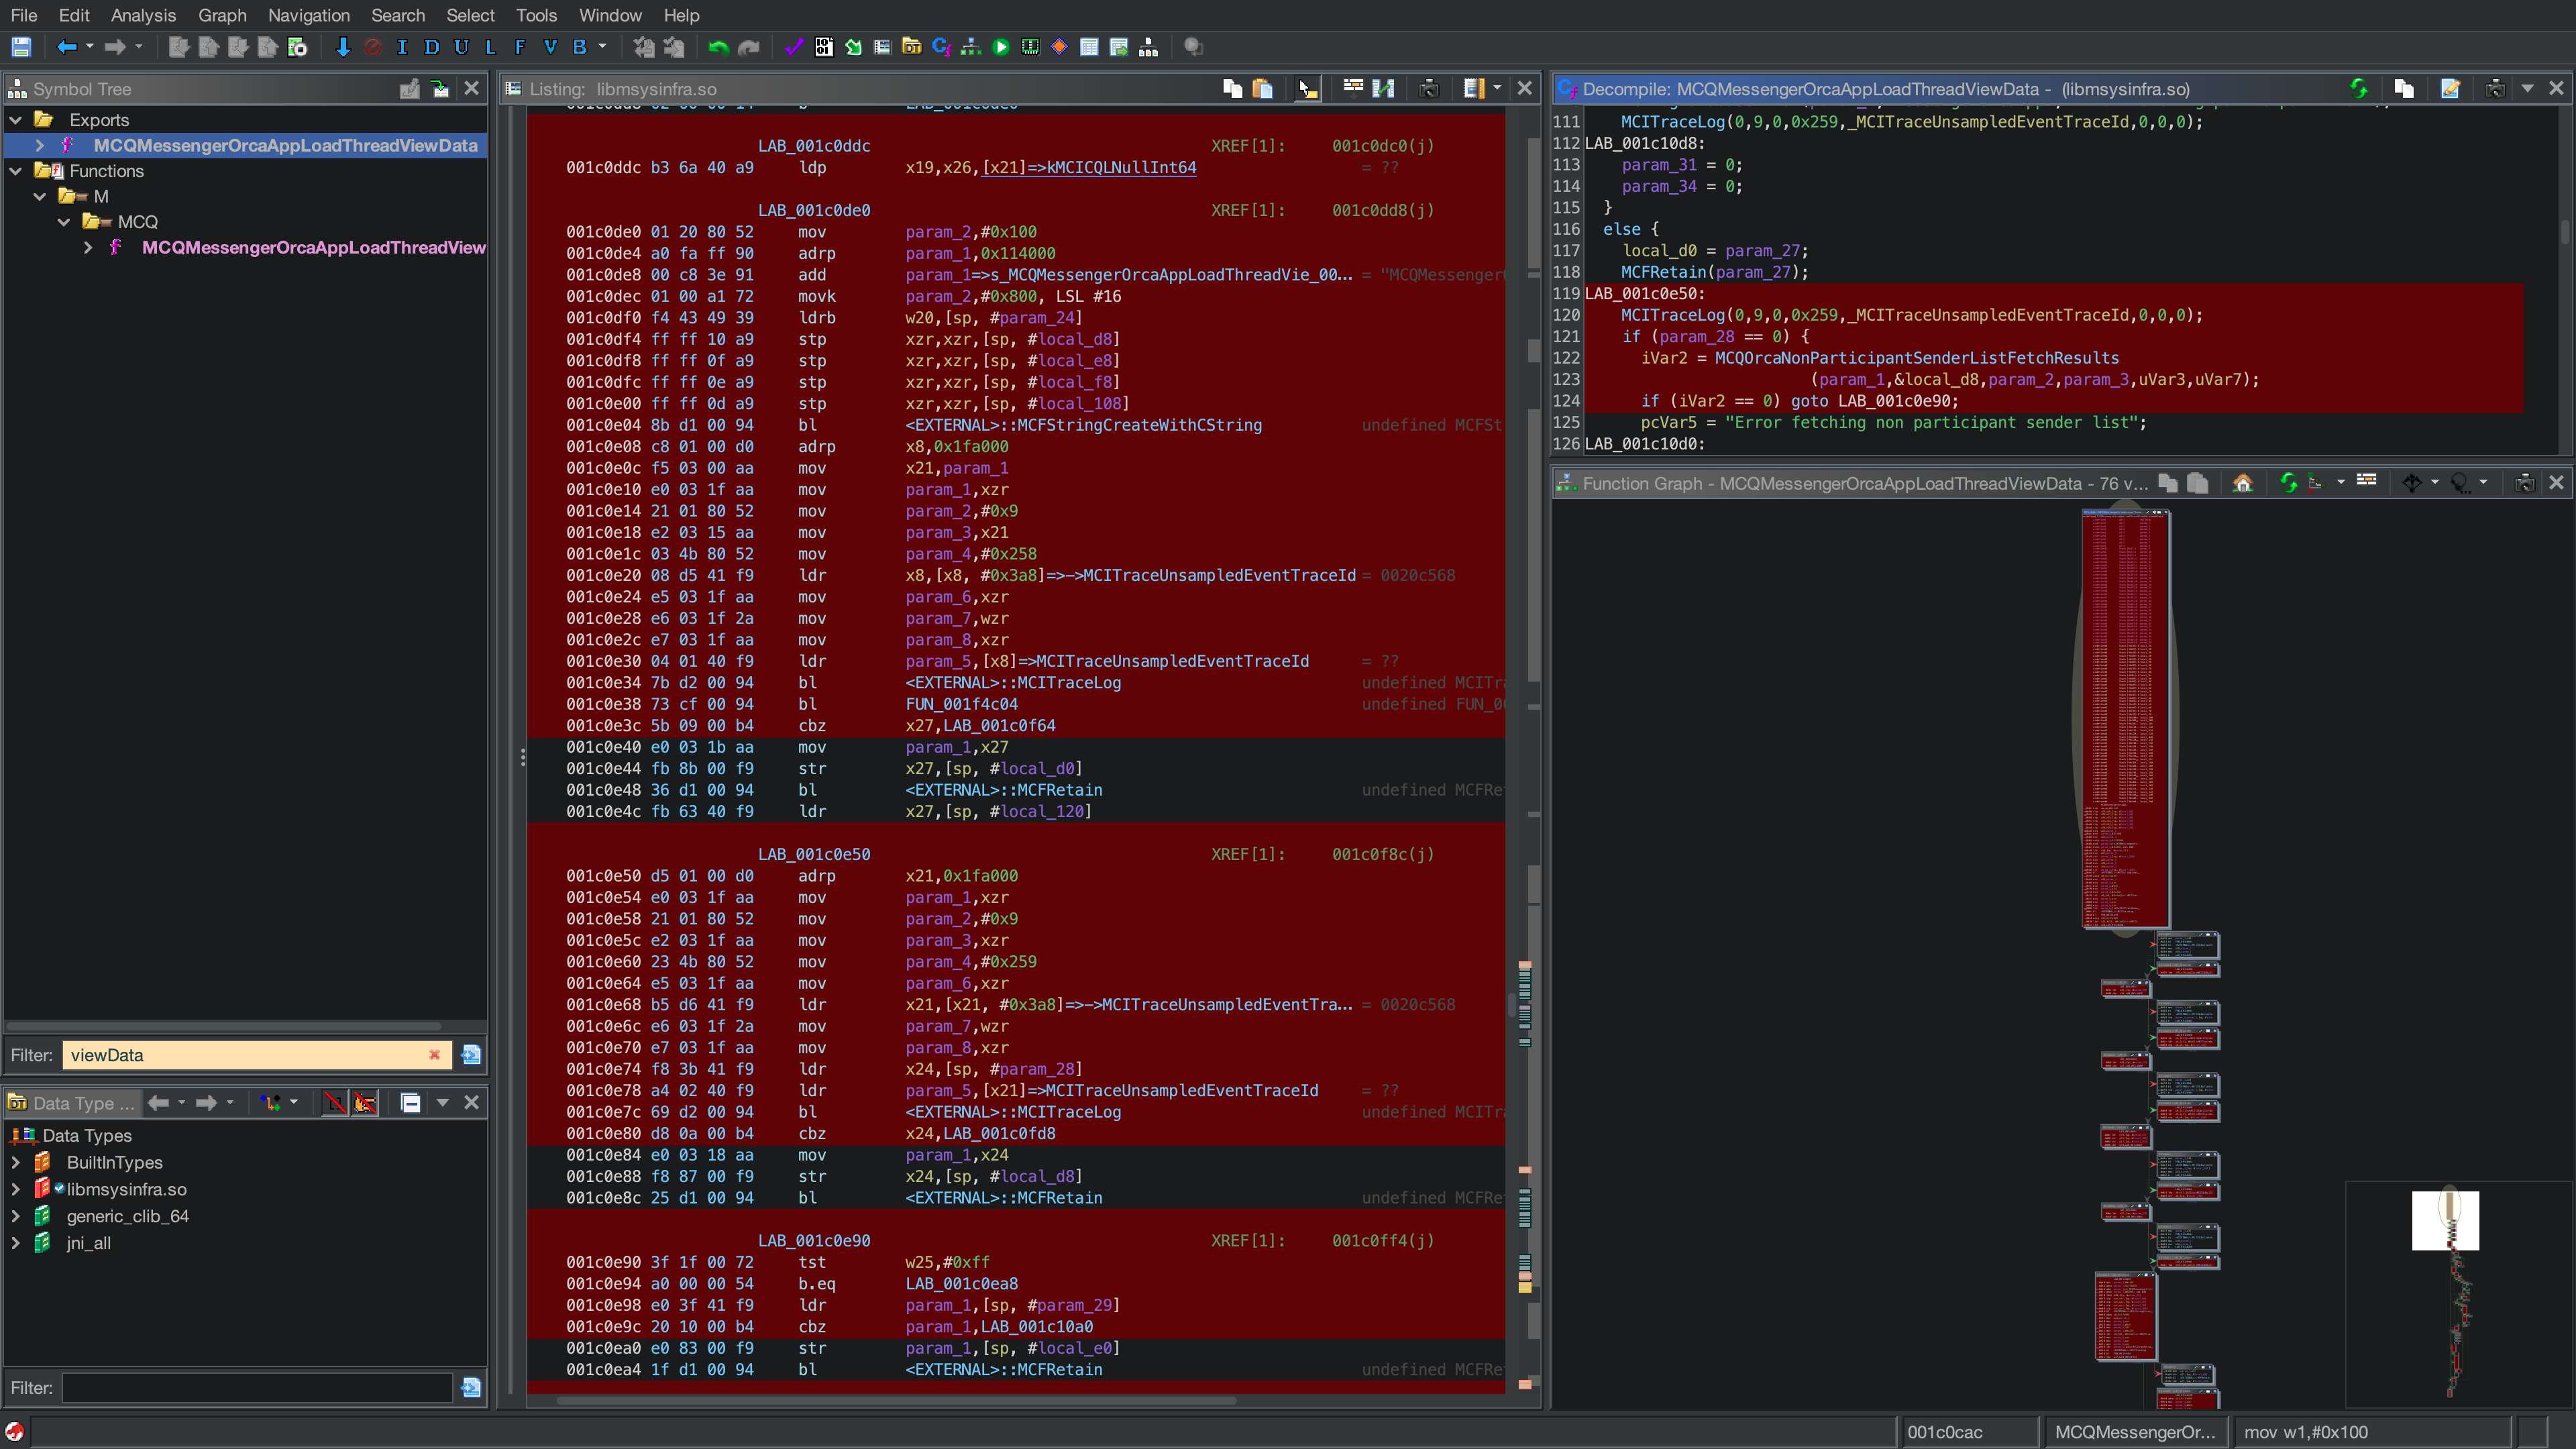 File Edit Analysis Graph Navigation Search Select Tools Window Help
I D U L F V B
Symbol Tree
Exports
MCQMessengerOrcaAppLoadThreadViewData
Functions
M
MCQ
MCQMessengerOrcaAppLoadThreadView
Filter: viewData
Data Type ...
Data Types
BuiltInTypes
libmsysinfra.so
generic_clib_64
jni_all
Filter:
Listing: libmsysinfra.so
LAB_001c0ddc XREF[1]: 001c0dc0(j)
001c0ddc b3 6a 40 a9 ldp x19,x26,[x21]=>kMCICQLNullInt64 = ??
LAB_001c0de0 XREF[1]: 001c0dd8(j)
001c0de0 01 20 80 52 mov param_2,#0x100
001c0de4 a0 fa ff 90 adrp param_1,0x114000
001c0de8 00 c8 3e 91 add param_1=>s_MCQMessengerOrcaAppLoadThreadVie_00... = "MCQMessenger
001c0dec 01 00 a1 72 movk param_2,#0x800, LSL #16
001c0df0 f4 43 49 39 ldrb w20,[sp, #param_24]
001c0df4 ff ff 10 a9 stp xzr,xzr,[sp, #local_d8]
001c0df8 ff ff 0f a9 stp xzr,xzr,[sp, #local_e8]
001c0dfc ff ff 0e a9 stp xzr,xzr,[sp, #local_f8]
001c0e00 ff ff 0d a9 stp xzr,xzr,[sp, #local_108]
001c0e04 8b d1 00 94 bl <EXTERNAL>::MCFStringCreateWithCString undefined MCFSt
001c0e08 c8 01 00 d0 adrp x8,0x1fa000
001c0e0c f5 03 00 aa mov x21,param_1
001c0e10 e0 03 1f aa mov param_1,xzr
001c0e14 21 01 80 52 mov param_2,#0x9
001c0e18 e2 03 15 aa mov param_3,x21
001c0e1c 03 4b 80 52 mov param_4,#0x258
001c0e20 08 d5 41 f9 ldr x8,[x8, #0x3a8]=>->MCITraceUnsampledEventTraceId = 0020c568
001c0e24 e5 03 1f aa mov param_6,xzr
001c0e28 e6 03 1f 2a mov param_7,wzr
001c0e2c e7 03 1f aa mov param_8,xzr
001c0e30 04 01 40 f9 ldr param_5,[x8]=>MCITraceUnsampledEventTraceId = ??
001c0e34 7b d2 00 94 bl <EXTERNAL>::MCITraceLog undefined MCITra
001c0e38 73 cf 00 94 bl FUN_001f4c04 undefined FUN_00
001c0e3c 5b 09 00 b4 cbz x27,LAB_001c0f64
001c0e40 e0 03 1b aa mov param_1,x27
001c0e44 fb 8b 00 f9 str x27,[sp, #local_d0]
001c0e48 36 d1 00 94 bl <EXTERNAL>::MCFRetain undefined MCFRe
001c0e4c fb 63 40 f9 ldr x27,[sp, #local_120]
LAB_001c0e50 XREF[1]: 001c0f8c(j)
001c0e50 d5 01 00 d0 adrp x21,0x1fa000
001c0e54 e0 03 1f aa mov param_1,xzr
001c0e58 21 01 80 52 mov param_2,#0x9
001c0e5c e2 03 1f aa mov param_3,xzr
001c0e60 23 4b 80 52 mov param_4,#0x259
001c0e64 e5 03 1f aa mov param_6,xzr
001c0e68 b5 d6 41 f9 ldr x21,[x21, #0x3a8]=>->MCITraceUnsampledEventTra... = 0020c568
001c0e6c e6 03 1f 2a mov param_7,wzr
001c0e70 e7 03 1f aa mov param_8,xzr
001c0e74 f8 3b 41 f9 ldr x24,[sp, #param_28]
001c0e78 a4 02 40 f9 ldr param_5,[x21]=>MCITraceUnsampledEventTraceId = ??
001c0e7c 69 d2 00 94 bl <EXTERNAL>::MCITraceLog undefined MCITra
001c0e80 d8 0a 00 b4 cbz x24,LAB_001c0fd8
001c0e84 e0 03 18 aa mov param_1,x24
001c0e88 f8 87 00 f9 str x24,[sp, #local_d8]
001c0e8c 25 d1 00 94 bl <EXTERNAL>::MCFRetain undefined MCFRe
LAB_001c0e90 XREF[1]: 001c0ff4(j)
001c0e90 3f 1f 00 72 tst w25,#0xff
001c0e94 a0 00 00 54 b.eq LAB_001c0ea8
001c0e98 e0 3f 41 f9 ldr param_1,[sp, #param_29]
001c0e9c 20 10 00 b4 cbz param_1,LAB_001c10a0
001c0ea0 e0 83 00 f9 str param_1,[sp, #local_e0]
001c0ea4 1f d1 00 94 bl <EXTERNAL>::MCFRetain undefined MCFRe
Decompile: MCQMessengerOrcaAppLoadThreadViewData - (libmsysinfra.so)
111 MCITraceLog(0,9,0,0x259,_MCITraceUnsampledEventTraceId,0,0,0);
112 LAB_001c10d8:
113 param_31 = 0;
114 param_34 = 0;
115 }
116 else {
117 local_d0 = param_27;
118 MCFRetain(param_27);
119 LAB_001c0e50:
120 MCITraceLog(0,9,0,0x259,_MCITraceUnsampledEventTraceId,0,0,0);
121 if (param_28 == 0) {
122 iVar2 = MCQOrcaNonParticipantSenderListFetchResults
123 (param_1,&local_d8,param_2,param_3,uVar3,uVar7);
124 if (iVar2 == 0) goto LAB_001c0e90;
125 pcVar5 = "Error fetching non participant sender list";
126 LAB_001c10d0:
Function Graph - MCQMessengerOrcaAppLoadThreadViewData - 76 v...
001c0cac MCQMessengerOr... mov w1,#0x100